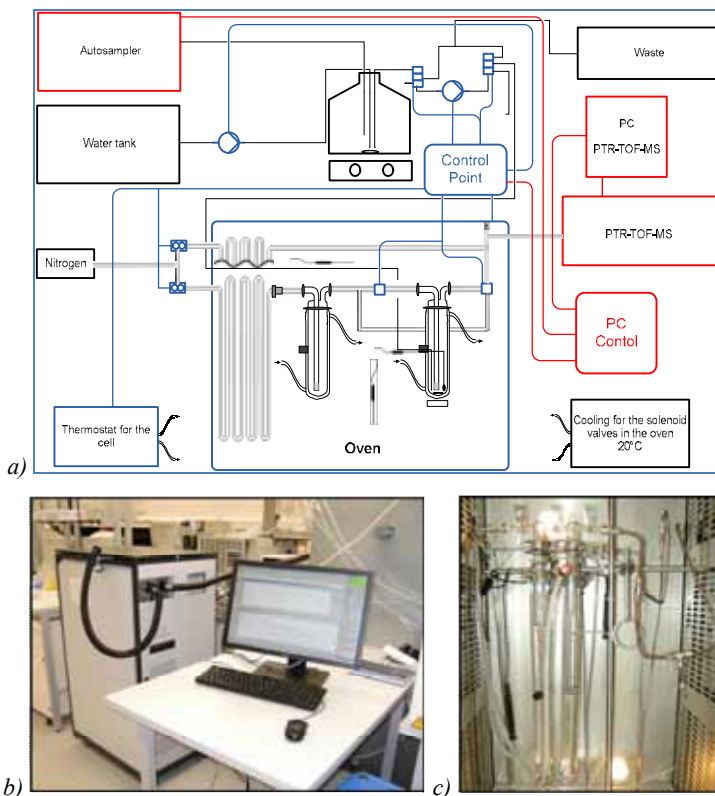 Autosampler
Waste
Water tank
PC
PTR-TOF-MS
Control
Point
PTR-TOF-MS
Nitrogen
PC
Contol
Thermostat for the
cell
Oven
Cooling for the solenoid
valves in the oven
20°C
a)
b)
c)